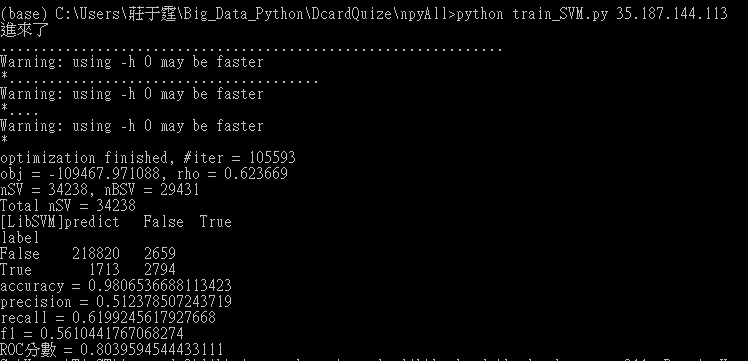 (base) C:\Users\莊于霆\Big_Data_Python\DcardQuize\npyAll>python train_SVM.py 35.187.144.113
進來了
...............................................................
Warning: using -h 0 may be faster
*.......................................
Warning: using -h 0 may be faster
*....
Warning: using -h 0 may be faster
*
optimization finished, #iter = 105593
obj = -109467.971088, rho = 0.623669
nSV = 34238, nBSV = 29431
Total nSV = 34238
[LibSVM]predict   False  True
label
False    218820   2659
True       1713   2794
accuracy = 0.9806536688113423
precision = 0.512378507243719
recall = 0.6199245617927668
f1 = 0.5610441767068274
ROC分數 = 0.8039594544433111